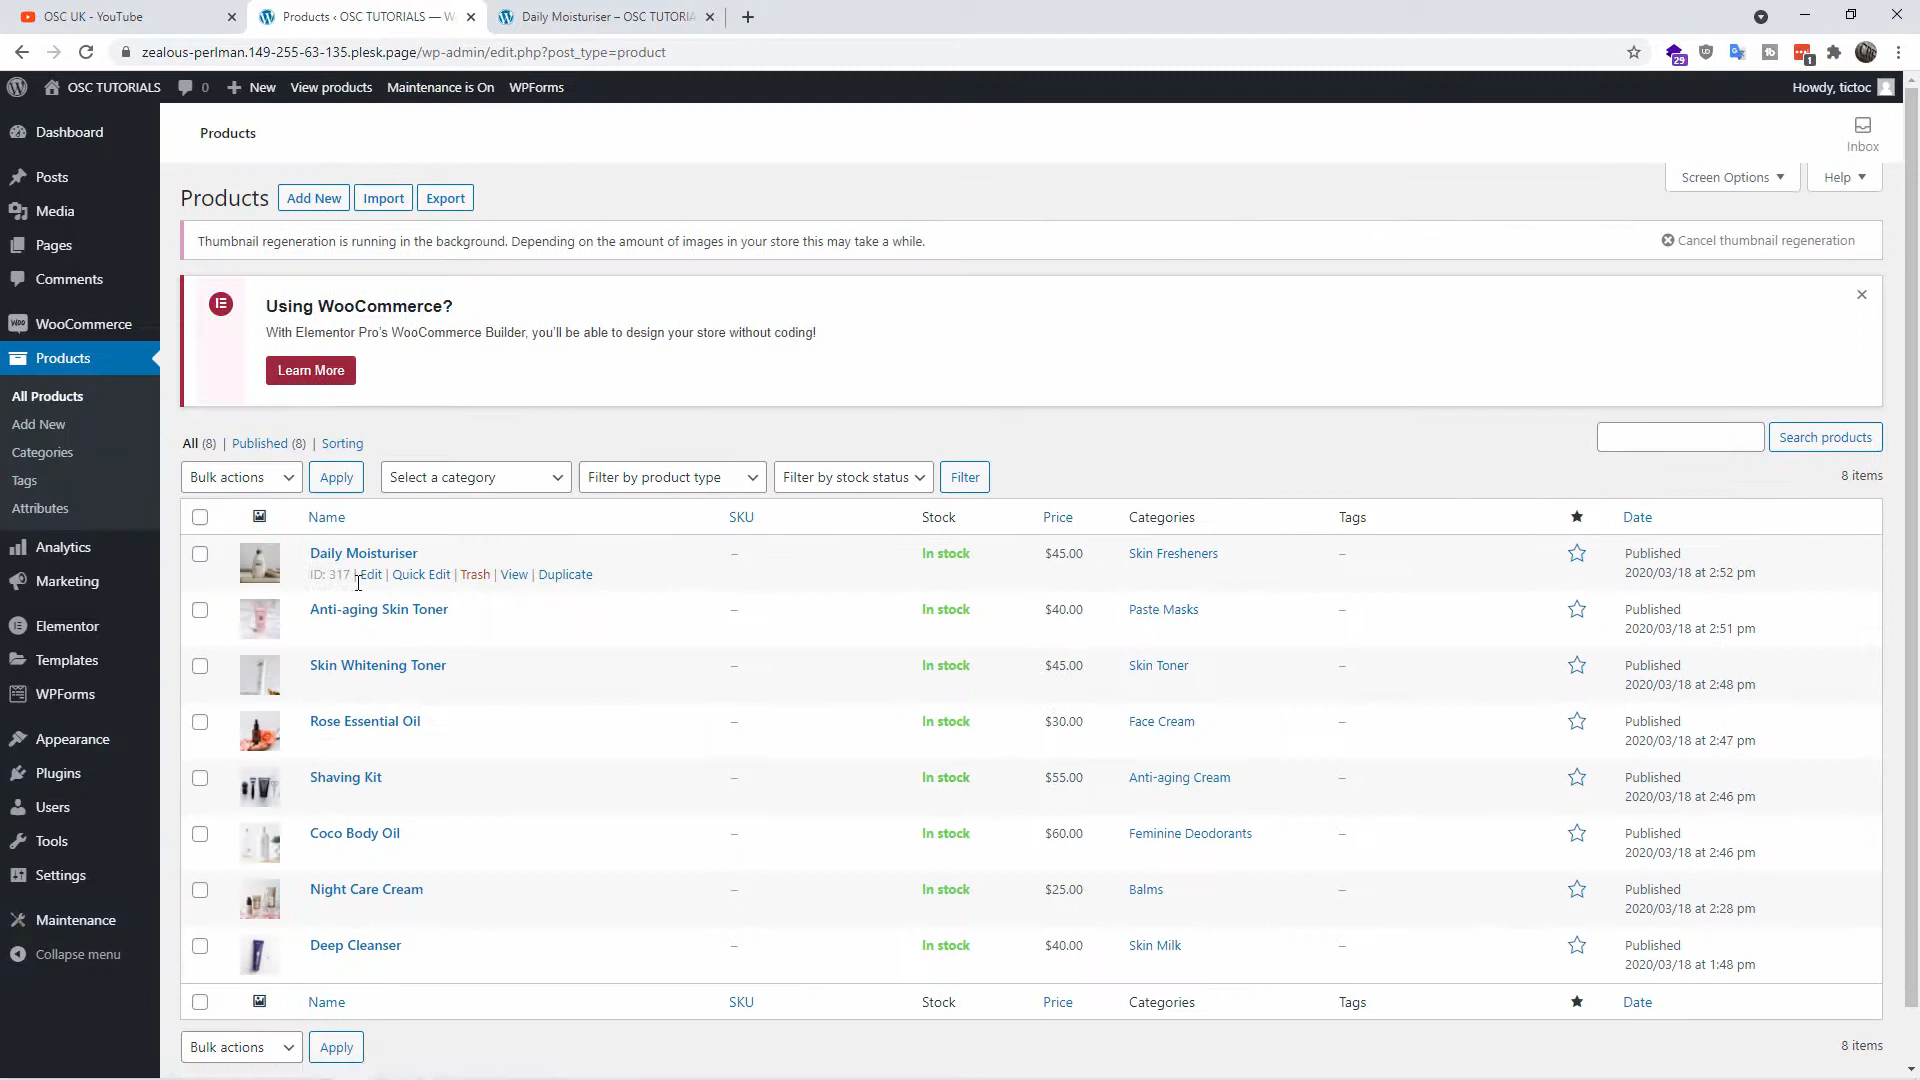 OSC UK - YouTube
Products ‹ OSC TUTORIALS — W
Daily Moisturiser – OSC TUTORIA
zealous-perlman.149-255-63-135.plesk.page/wp-admin/edit.php?post_type=product
29
1
OSC TUTORIALS 0 New View products Maintenance is On WPForms Howdy, tictoc
Dashboard
Posts
Media
Pages
Comments
WooCommerce
Products
All Products
Add New
Categories
Tags
Attributes
Analytics
Marketing
Elementor
Templates
WPForms
Appearance
Plugins
Users
Tools
Settings
Maintenance
Collapse menu
Products
Inbox
Screen Options Help
Products Add New Import Export
Thumbnail regeneration is running in the background. Depending on the amount of images in your store this may take a while. Cancel thumbnail regeneration
Using WooCommerce?
With Elementor Pro's WooCommerce Builder, you'll be able to design your store without coding!
Learn More
All (8) | Published (8) | Sorting
Search products
Bulk actions Apply Select a category Filter by product type Filter by stock status Filter
8 items
Name SKU Stock Price Categories Tags Date
Daily Moisturiser – In stock $45.00 Skin Fresheners – Published
ID: 317 | Edit | Quick Edit | Trash | View | Duplicate 2020/03/18 at 2:52 pm
Anti-aging Skin Toner – In stock $40.00 Paste Masks – Published
2020/03/18 at 2:51 pm
Skin Whitening Toner – In stock $45.00 Skin Toner – Published
2020/03/18 at 2:48 pm
Rose Essential Oil – In stock $30.00 Face Cream – Published
2020/03/18 at 2:47 pm
Shaving Kit – In stock $55.00 Anti-aging Cream – Published
2020/03/18 at 2:46 pm
Coco Body Oil – In stock $60.00 Feminine Deodorants – Published
2020/03/18 at 2:46 pm
Night Care Cream – In stock $25.00 Balms – Published
2020/03/18 at 2:28 pm
Deep Cleanser – In stock $40.00 Skin Milk – Published
2020/03/18 at 1:48 pm
Name SKU Stock Price Categories Tags Date
Bulk actions Apply
8 items